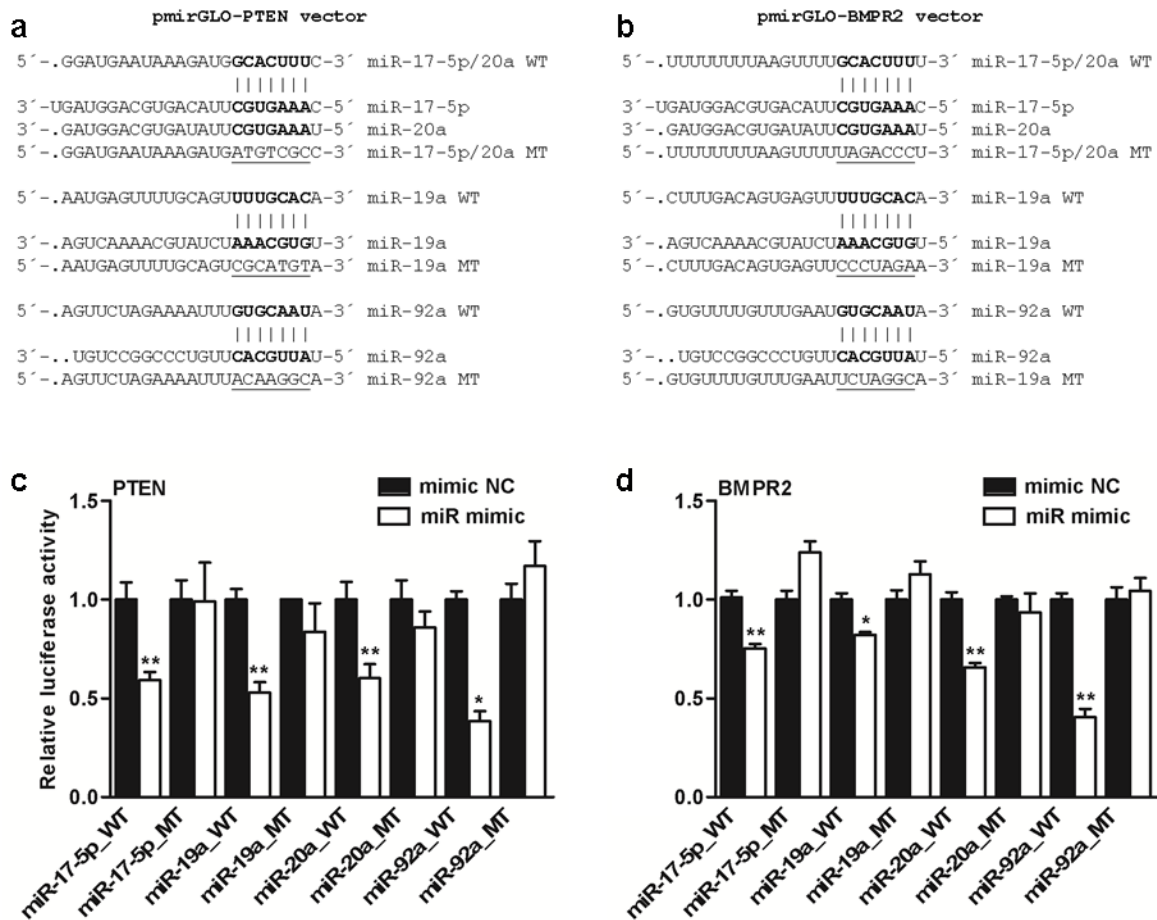 a
pmirGLO-PTEN vector
5´-.GGAUGAAUAAAGAUGGCACUUUC-3´ miR-17-5p/20a WT
| | | | | | |
3´-UGAUGGACGUGACAUUCGUGAAAC-5´ miR-17-5p
3´-.GAUGGACGUGAUAUUCGUGAAAU-5´ miR-20a
5´-.GGAUGAAUAAAGAUGATGTCGCC-3´ miR-17-5p/20a MT
5´-.AAUGAGUUUUGCAGUUUUGCACA-3´ miR-19a WT
| | | | | | |
3´-.AGUCAAAACGUAUCUAAACGUGU-3´ miR-19a
5´-.AAUGAGUUUUGCAGUCGCATGTA-3´ miR-19a MT
5´-.AGUUCUAGAAAAUUUGUGCAAUA-3´ miR-92a WT
| | | | | | |
3´-..UGUCCGGCCCUGUUCACGUUAU-5´ miR-92a
5´-.AGUUCUAGAAAAUUUACAAGGCA-3´ miR-92a MT
b
pmirGLO-BMPR2 vector
5´-.UUUUUUUUAAGUUUUGCACUUUU-3´ miR-17-5p/20a WT
| | | | | | |
3´-UGAUGGACGUGACAUUCGUGAAAC-5´ miR-17-5p
3´-.GAUGGACGUGAUAUUCGUGAAAU-5´ miR-20a
5´-.UUUUUUUUAAGUUUUUAGACCCU-3´ miR-17-5p/20a MT
5´-.CUUUGACAGUGAGUUUUUGCACA-3´ miR-19a WT
| | | | | | |
3´-.AGUCAAAACGUAUCUAAACGUGU-5´ miR-19a
5´-.CUUUGACAGUGAGUUCCCUAGAA-3´ miR-19a MT
5´-.GUGUUUUGUUUGAAUGUGCAAUA-3´ miR-92a WT
| | | | | | |
3´-..UGUCCGGCCCUGUUCACGUUAU-5´ miR-92a
5´-.GUGUUUUGUUUGAAUUCUAGGCA-3´ miR-19a MT
c
PTEN
mimic NC
miR mimic
Relative luciferase activity
1.5
1.0
0.5
0.0
** ** ** *
miR-17-5p_WT
miR-17-5p_MT
miR-19a_WT
miR-19a_MT
miR-20a_WT
miR-20a_MT
miR-92a_WT
miR-92a_MT
d
BMPR2
mimic NC
miR mimic
1.5
1.0
0.5
0.0
** * ** **
miR-17-5p_WT
miR-17-5p_MT
miR-19a_WT
miR-19a_MT
miR-20a_WT
miR-20a_MT
miR-92a_WT
miR-92a_MT